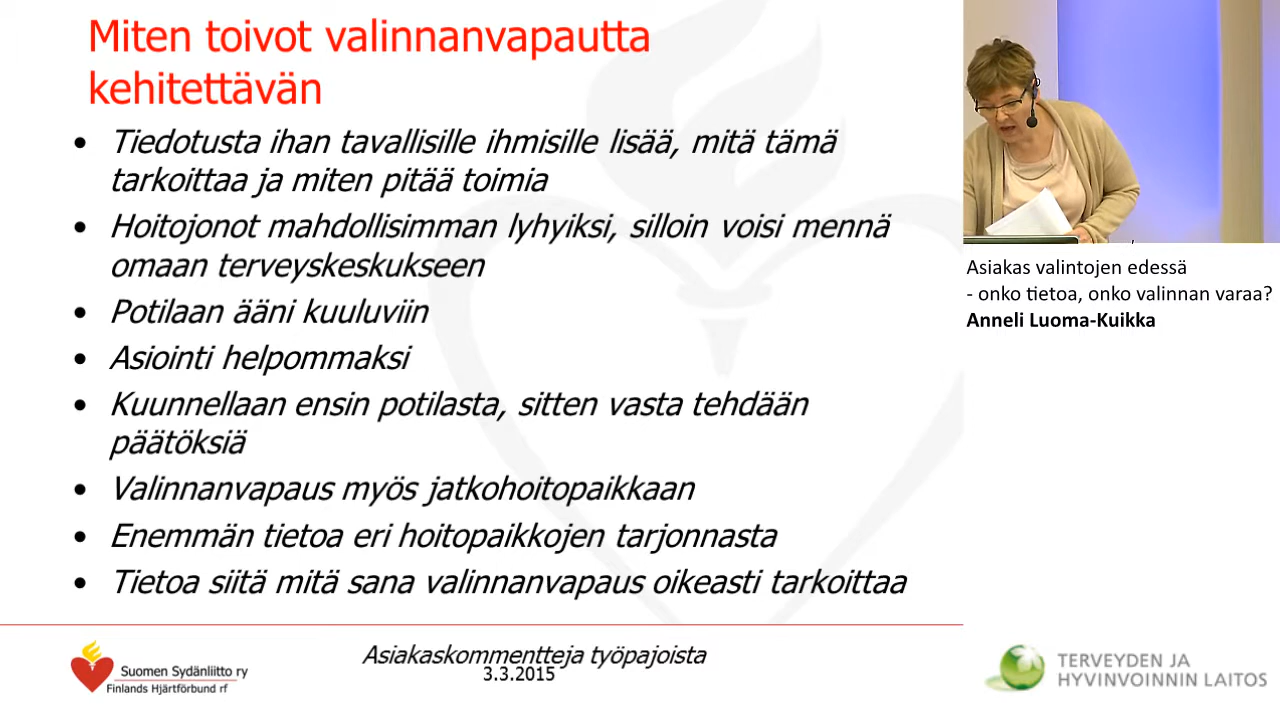 Miten toivot valinnanvapautta
kehitettävän
• Tiedotusta ihan tavallisille ihmisille lisää, mitä tämä
tarkoittaa ja miten pitää toimia
• Hoitojonot mahdollisimman lyhyiksi, silloin voisi mennä
omaan terveyskeskukseen
• Potilaan ääni kuuluviin
• Asiointi helpommaksi
• Kuunnellaan ensin potilasta, sitten vasta tehdään
päätöksiä
• Valinnanvapaus myös jatkohoitopaikkaan
• Enemmän tietoa eri hoitopaikkojen tarjonnasta
• Tietoa siitä mitä sana valinnanvapaus oikeasti tarkoittaa
Suomen Sydänliitto ry
Finlands Hjärtförbund rf
Asiakaskommentteja työpajoista
3.3.2015
Asiakas valintojen edessä
- onko tietoa, onko valinnan varaa?
Anneli Luoma-Kuikka
TERVEYDEN JA
HYVINVOINNIN LAITOS